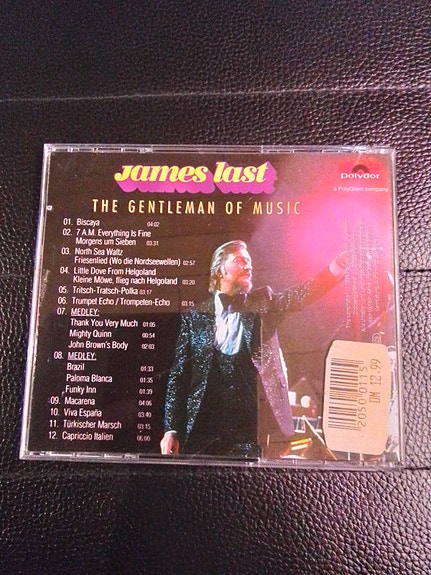 james last
THE GENTLEMAN OF MUSIC
polydor
a PolyGram company
01. Biscaya 04:02
02. 7 A.M. Everything Is Fine
Morgens um Sieben 03:31
03. North Sea Waltz
Friesenlied (Wo die Nordseewellen) 02:57
04. Little Dove From Helgoland
Kleine Möwe, flieg nach Helgoland 03:20
05. Tritsch-Tratsch-Polka 03:17
06. Trumpet Echo / Trompeten-Echo 03:15
07. MEDLEY:
Thank You Very Much 01:05
Mighty Quinn 00:54
John Brown's Body 02:03
08. MEDLEY:
Brazil 01:33
Paloma Blanca 01:35
Funky Inn 01:39
09. Macarena 04:06
10. Viva España 03:40
11. Türkischer Marsch 03:15
12. Capriccio Italien 05:00
2050 0115
DM 12.99